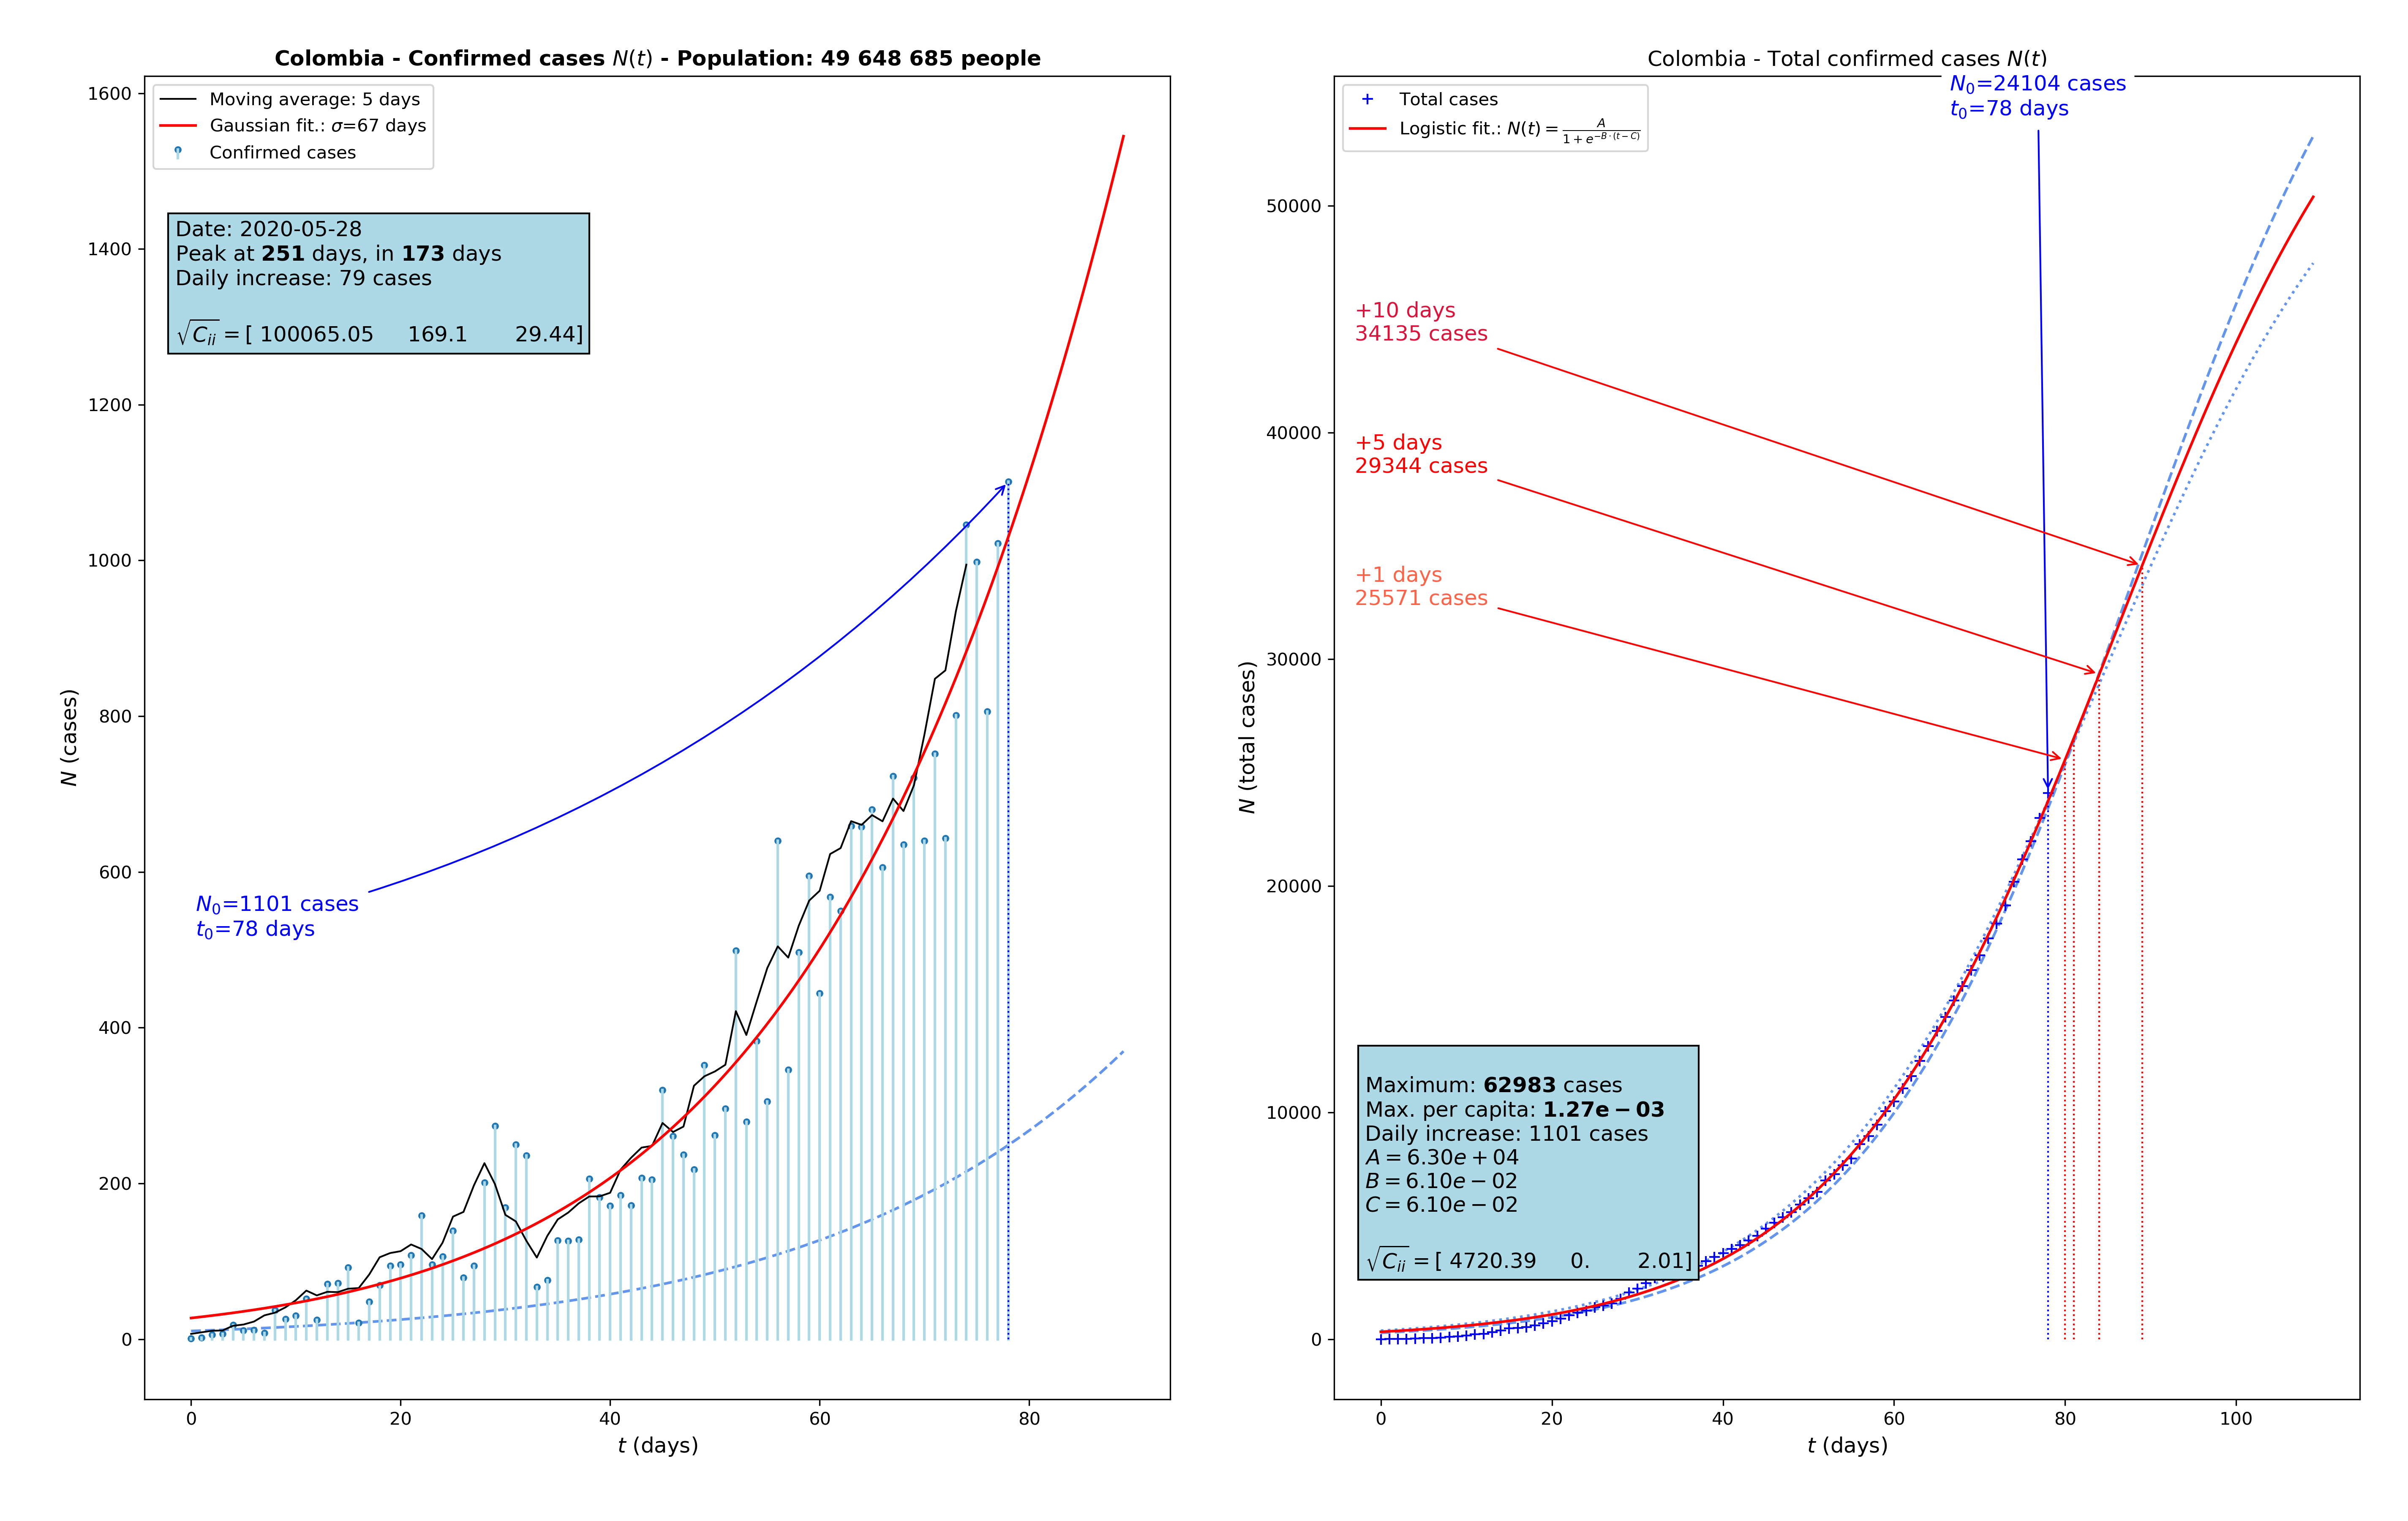 Colombia - Confirmed cases N(t) - Population: 49 648 685 people
Moving average: 5 days
Gaussian fit.: σ=67 days
Confirmed cases
Date: 2020-05-28
Peak at 251 days, in 173 days
Daily increase: 79 cases
√C_ii = [ 100065.05 169.1 29.44]
N₀=1101 cases
t₀=78 days
1600
1400
1200
1000
800
600
400
200
0
N (cases)
0 20 40 60 80
t (days)
Colombia - Total confirmed cases N(t)
N₀=24104 cases
t₀=78 days
Total cases
Logistic fit.: N(t) = A / (1 + e^{-B·(t-C)})
+10 days
34135 cases
+5 days
29344 cases
+1 days
25571 cases
Maximum: 62983 cases
Max. per capita: 1.27e − 03
Daily increase: 1101 cases
A = 6.30e + 04
B = 6.10e − 02
C = 6.10e − 02
√C_ii = [ 4720.39 0. 2.01]
50000
40000
30000
20000
10000
0
N (total cases)
0 20 40 60 80 100
t (days)